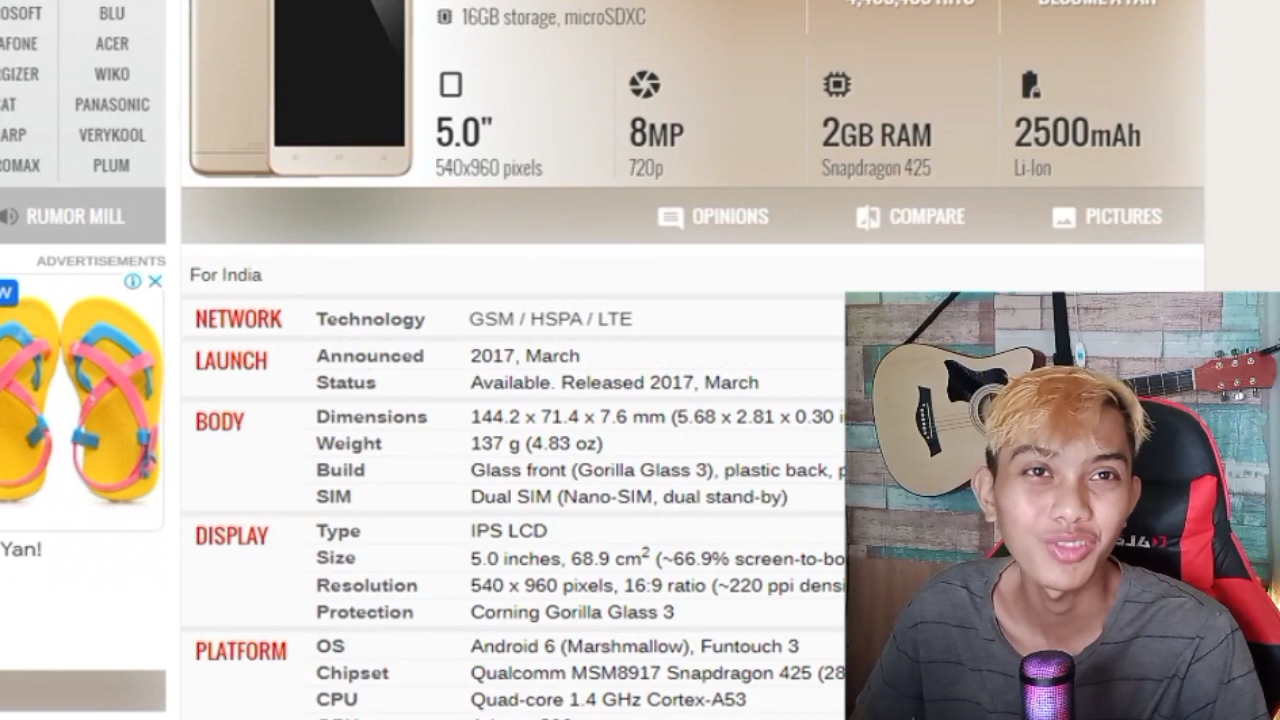 OSOFT BLU
AFONE ACER
GIZER WIKO
AT PANASONIC
ARP VERYKOOL
OMAX PLUM
RUMOR MILL
ADVERTISEMENTS
W
Yan!
16GB storage, microSDXC
BECOME A FAN
5.0" 8MP 2GB RAM 2500mAh
540x960 pixels 720p Snapdragon 425 Li-Ion
OPINIONS COMPARE PICTURES
For India
NETWORK Technology GSM / HSPA / LTE
LAUNCH Announced 2017, March
Status Available. Released 2017, March
BODY Dimensions 144.2 x 71.4 x 7.6 mm (5.68 x 2.81 x 0.30 i
Weight 137 g (4.83 oz)
Build Glass front (Gorilla Glass 3), plastic back, p
SIM Dual SIM (Nano-SIM, dual stand-by)
DISPLAY Type IPS LCD
Size 5.0 inches, 68.9 cm2 (~66.9% screen-to-bo
Resolution 540 x 960 pixels, 16:9 ratio (~220 ppi densi
Protection Corning Gorilla Glass 3
PLATFORM OS Android 6 (Marshmallow), Funtouch 3
Chipset Qualcomm MSM8917 Snapdragon 425 (28
CPU Quad-core 1.4 GHz Cortex-A53